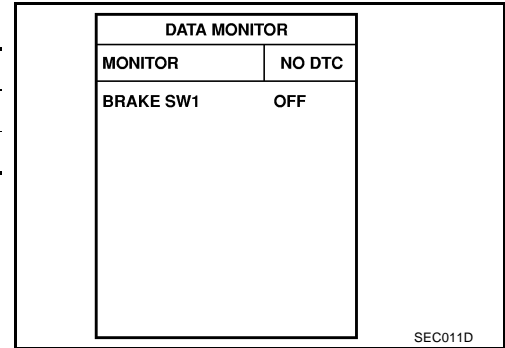 DATA MONITOR
MONITOR NO DTC
BRAKE SW1 OFF
SEC011D